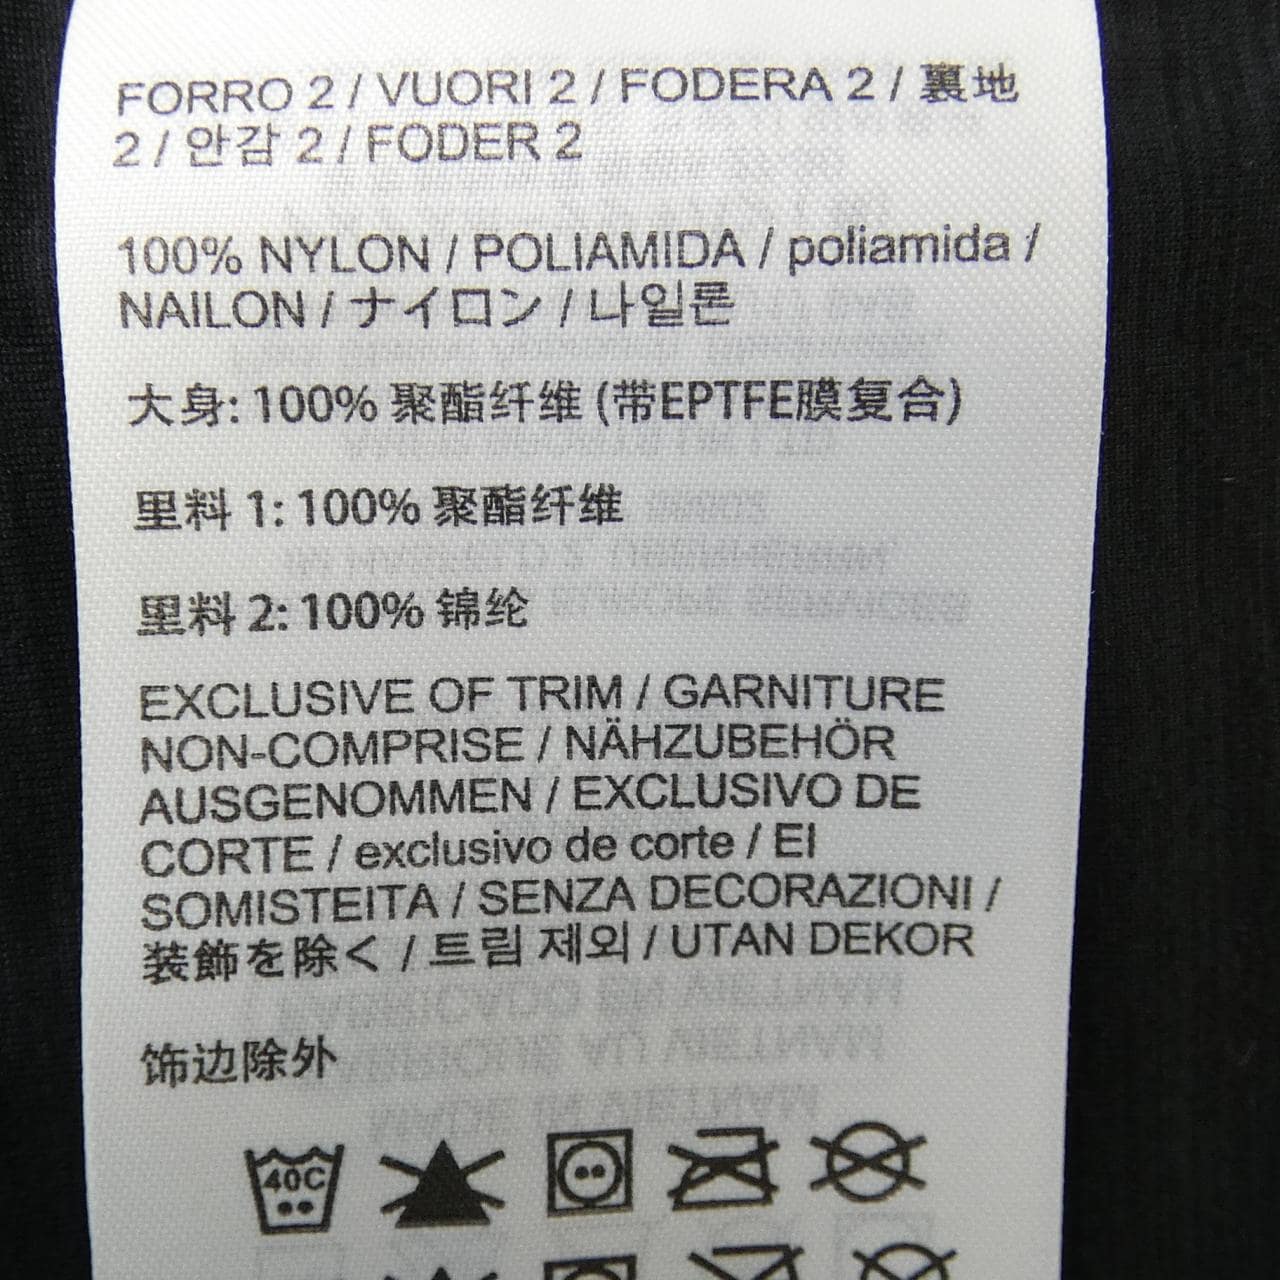 FORRO 2 / VUORI 2 / FODERA 2 / 裏地
2 / 안감 2 / FODER 2
100% NYLON / POLIAMIDA / poliamida /
NAILON / ナイロン / 나일론
大身: 100% 聚酯纤维 (带EPTFE膜复合)
里料 1: 100% 聚酯纤维
里料 2: 100% 锦纶
EXCLUSIVE OF TRIM / GARNITURE
NON-COMPRISE / NÄHZUBEHÖR
AUSGENOMMEN / EXCLUSIVO DE
CORTE / exclusivo de corte / EI
SOMISTEITA / SENZA DECORAZIONI /
装飾を除く / 트림 제외 / UTAN DEKOR
饰边除外
40C